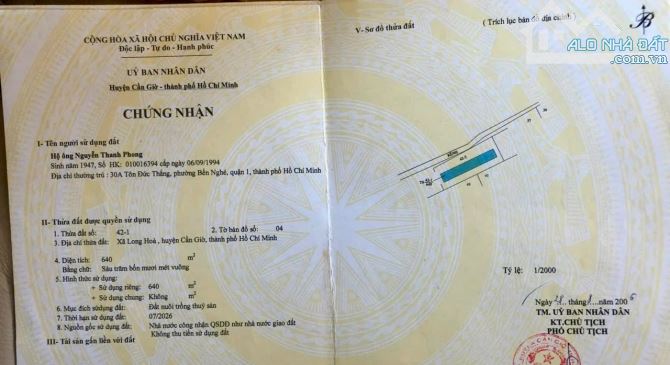 CỘNG HÒA XÃ HỘI CHỦ NGHĨA VIỆT NAM
Độc lập - Tự do - Hạnh phúc
UỶ BAN NHÂN DÂN
Huyện Cần Giờ - thành phố Hồ Chí Minh
CHỨNG NHẬN
I- Tên người sử dụng đất
Hộ ông Nguyễn Thanh Phong
Sinh năm 1947, Số HK: 010016394 cấp ngày 06/09/1994
Địa chỉ thường trú : 30A Tôn Đức Thắng, phường Bến Nghé, quận 1, thành phố Hồ Chí Minh
II- Thửa đất được quyền sử dụng
1. Thửa đất số: 42-1 2. Tờ bản đồ số: 04
3. Địa chỉ thửa đất: Xã Long Hoà , huyện Cần Giờ, thành phố Hồ Chí Minh
4. Diện tích: 640 m2
Bằng chữ: Sáu trăm bốn mươi mét vuông
5. Hình thức sử dụng:
+ Sử dụng riêng: 640 m2
+ Sử dụng chung: Không m2
6. Mục đích sử dụng đất: Đất nuôi trồng thuỷ sản
7. Thời hạn sử dụng đất: 07/2026
8. Nguồn gốc sử dụng đất: Nhà nước công nhận QSDĐ như nhà nước giao đất
Không thu tiền sử dụng đất
III- Tài sản gắn liền với đất
V- Sơ đồ thửa đất
( Trích lục bản đồ địa chính )
B
ALO NHÀ ĐẤT
.com.vn
Tỷ lệ : 1/2000
Ngày 21 tháng năm 2006
TM. UỶ BAN NHÂN DÂN
KT.CHỦ TỊCH
PHÓ CHỦ TỊCH